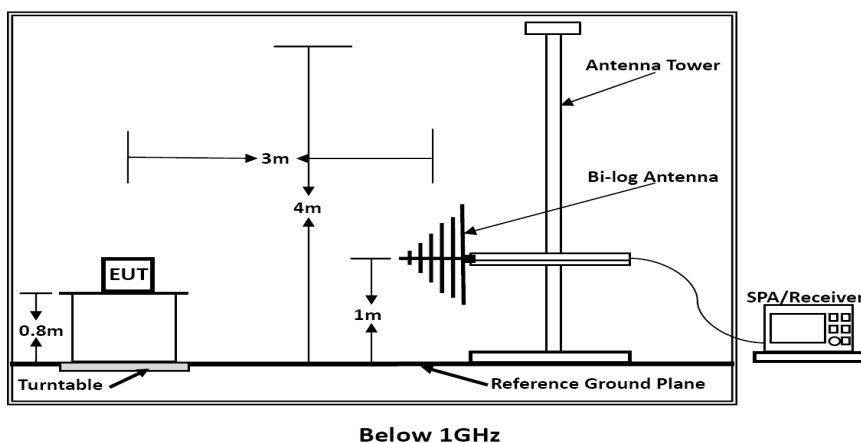 Antenna Tower
3m
Bi-log Antenna
4m
EUT
SPA/Receiver
0.8m
1m
Turntable
Reference Ground Plane
Below 1GHz